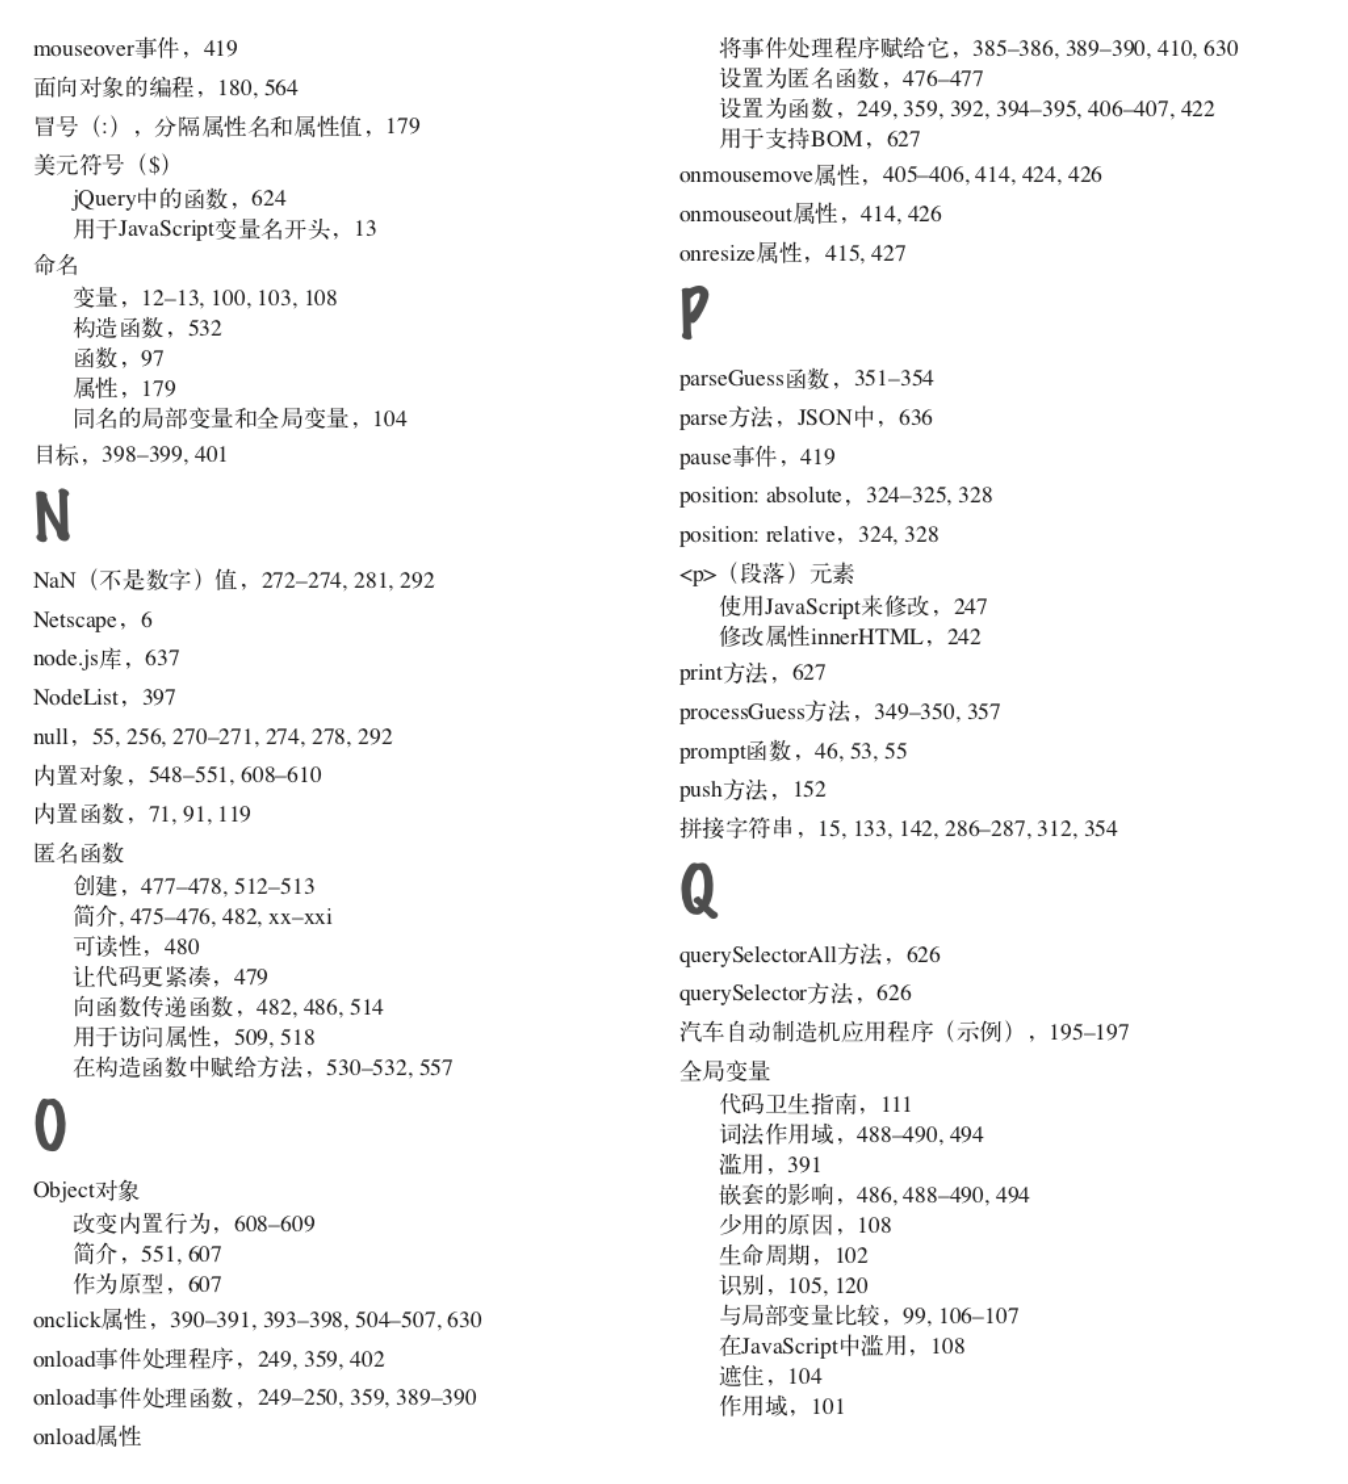 mouseover事件，419
面向对象的编程，180, 564
冒号（:），分隔属性名和属性值，179
美元符号（$）
jQuery中的函数，624
用于JavaScript变量名开头，13
命名
变量，12–13, 100, 103, 108
构造函数，532
函数，97
属性，179
同名的局部变量和全局变量，104
目标，398–399, 401
N
NaN（不是数字）值，272–274, 281, 292
Netscape，6
node.js库，637
NodeList，397
null，55, 256, 270–271, 274, 278, 292
内置对象，548–551, 608–610
内置函数，71, 91, 119
匿名函数
创建，477–478, 512–513
简介, 475–476, 482, xx–xxi
可读性，480
让代码更紧凑，479
向函数传递函数，482, 486, 514
用于访问属性，509, 518
在构造函数中赋给方法，530–532, 557
O
Object对象
改变内置行为，608–609
简介，551, 607
作为原型，607
onclick属性，390–391, 393–398, 504–507, 630
onload事件处理程序，249, 359, 402
onload事件处理函数，249–250, 359, 389–390
onload属性
将事件处理程序赋给它，385–386, 389–390, 410, 630
设置为匿名函数，476–477
设置为函数，249, 359, 392, 394–395, 406–407, 422
用于支持BOM，627
onmousemove属性，405–406, 414, 424, 426
onmouseout属性，414, 426
onresize属性，415, 427
P
parseGuess函数，351–354
parse方法，JSON中，636
pause事件，419
position: absolute，324–325, 328
position: relative，324, 328
<p>（段落）元素
使用JavaScript来修改，247
修改属性innerHTML，242
print方法，627
processGuess方法，349–350, 357
prompt函数，46, 53, 55
push方法，152
拼接字符串，15, 133, 142, 286–287, 312, 354
Q
querySelectorAll方法，626
querySelector方法，626
汽车自动制造机应用程序（示例），195–197
全局变量
代码卫生指南，111
词法作用域，488–490, 494
滥用，391
嵌套的影响，486, 488–490, 494
少用的原因，108
生命周期，102
识别，105, 120
与局部变量比较，99, 106–107
在JavaScript中滥用，108
遮住，104
作用域，101